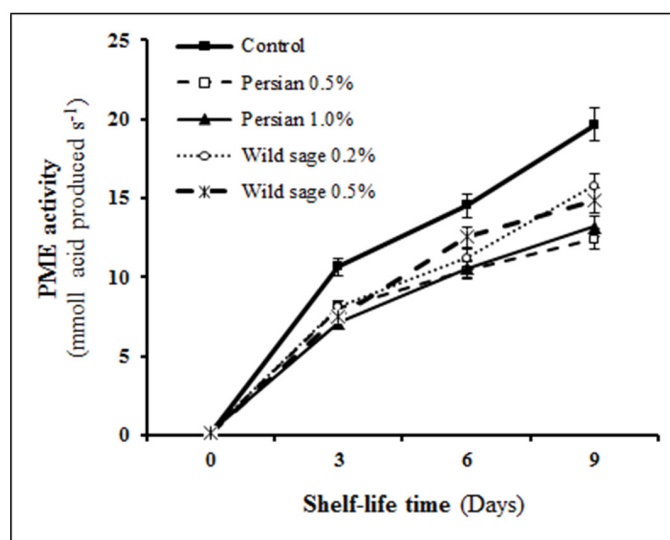 25
20
15
10
5
0
PME activity
(mmoll acid produced s-1)
Control
Persian 0.5%
Persian 1.0%
Wild sage 0.2%
Wild sage 0.5%
0 3 6 9
Shelf-life time (Days)